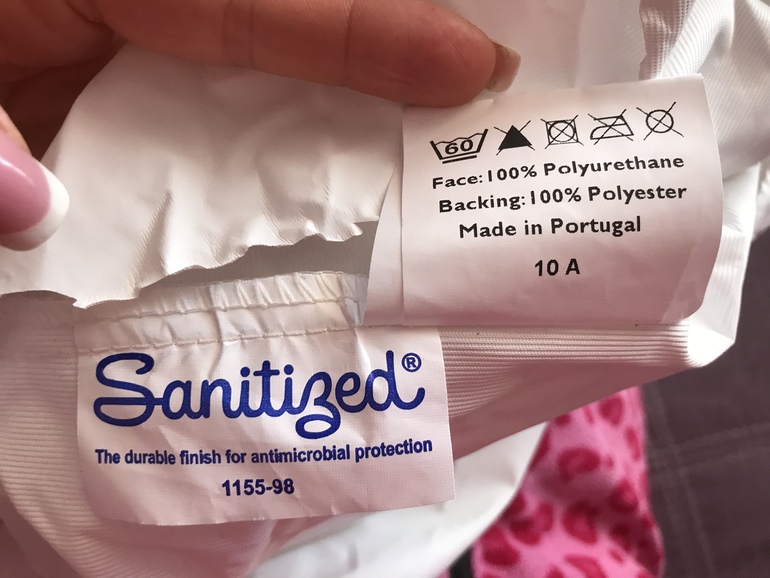 60
Face:100% Polyurethane
Backing:100% Polyester
Made in Portugal
10 A
Sanitized®
The durable finish for antimicrobial protection
1155-98